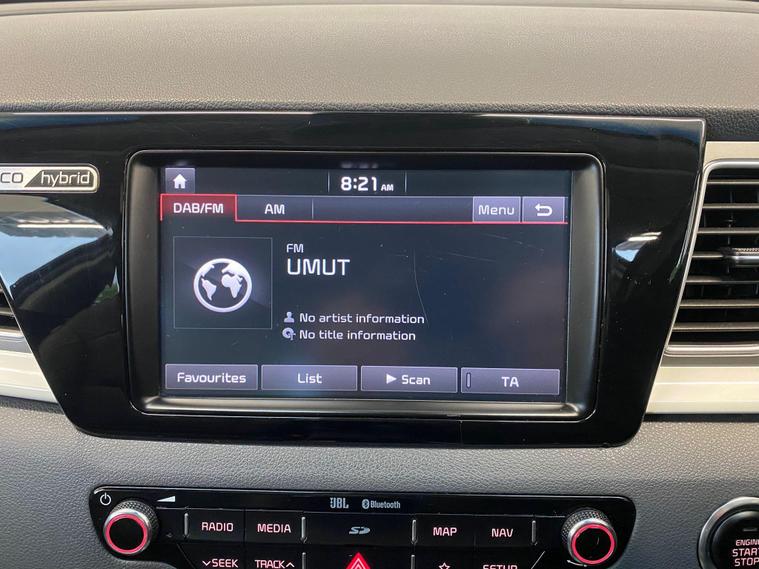 CO hybrid
8:21 AM
DAB/FM AM Menu
FM
UMUT
No artist information
No title information
Favourites List Scan TA
JBL Bluetooth
RADIO MEDIA SD MAP NAV
SEEK TRACK SETUP
ENGINE
START
STOP